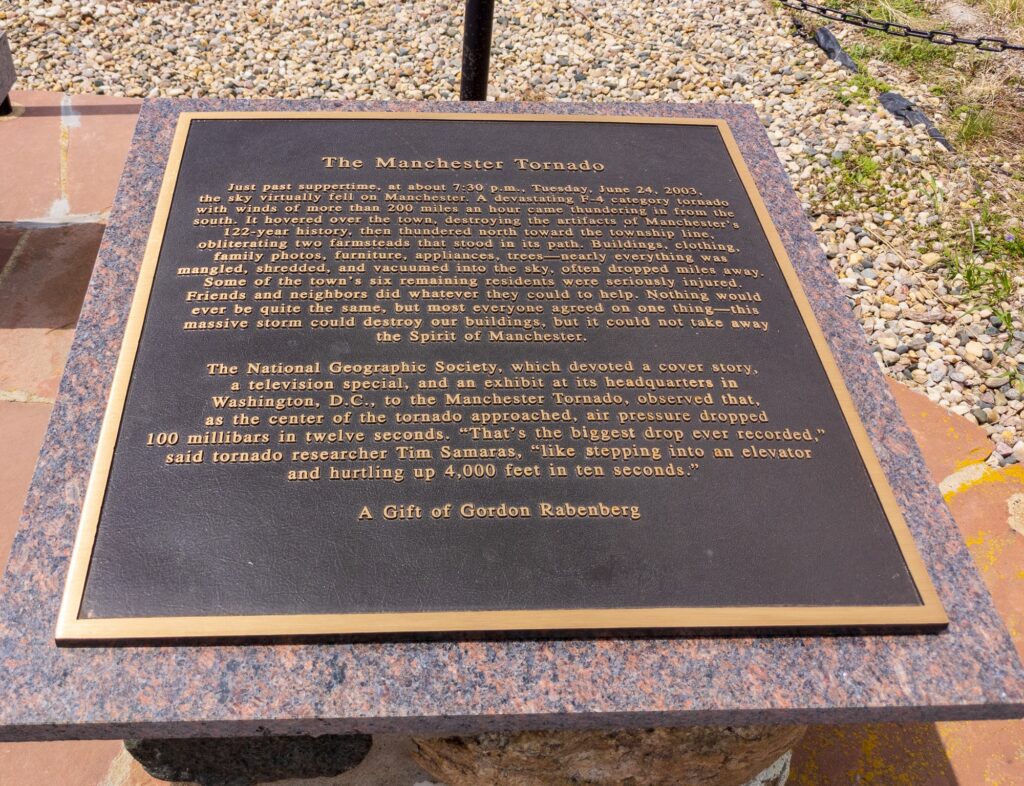 The Manchester Tornado
Just past suppertime, at about 7:30 p.m., Tuesday, June 24, 2003,
the sky virtually fell on Manchester. A devastating F-4 category tornado
with winds of more than 200 miles an hour came thundering in from the
south. It hovered over the town, destroying the artifacts of Manchester's
122-year history, then thundered north toward the township line,
obliterating two farmsteads that stood in its path. Buildings, clothing,
family photos, furniture, appliances, trees—nearly everything was
mangled, shredded, and vacuumed into the sky, often dropped miles away.
Some of the town's six remaining residents were seriously injured.
Friends and neighbors did whatever they could to help. Nothing would
ever be quite the same, but most everyone agreed on one thing—this
massive storm could destroy our buildings, but it could not take away
the Spirit of Manchester.
The National Geographic Society, which devoted a cover story,
a television special, and an exhibit at its headquarters in
Washington, D.C., to the Manchester Tornado, observed that,
as the center of the tornado approached, air pressure dropped
100 millibars in twelve seconds. “That's the biggest drop ever recorded,”
said tornado researcher Tim Samaras, “like stepping into an elevator
and hurtling up 4,000 feet in ten seconds.”
A Gift of Gordon Rabenberg